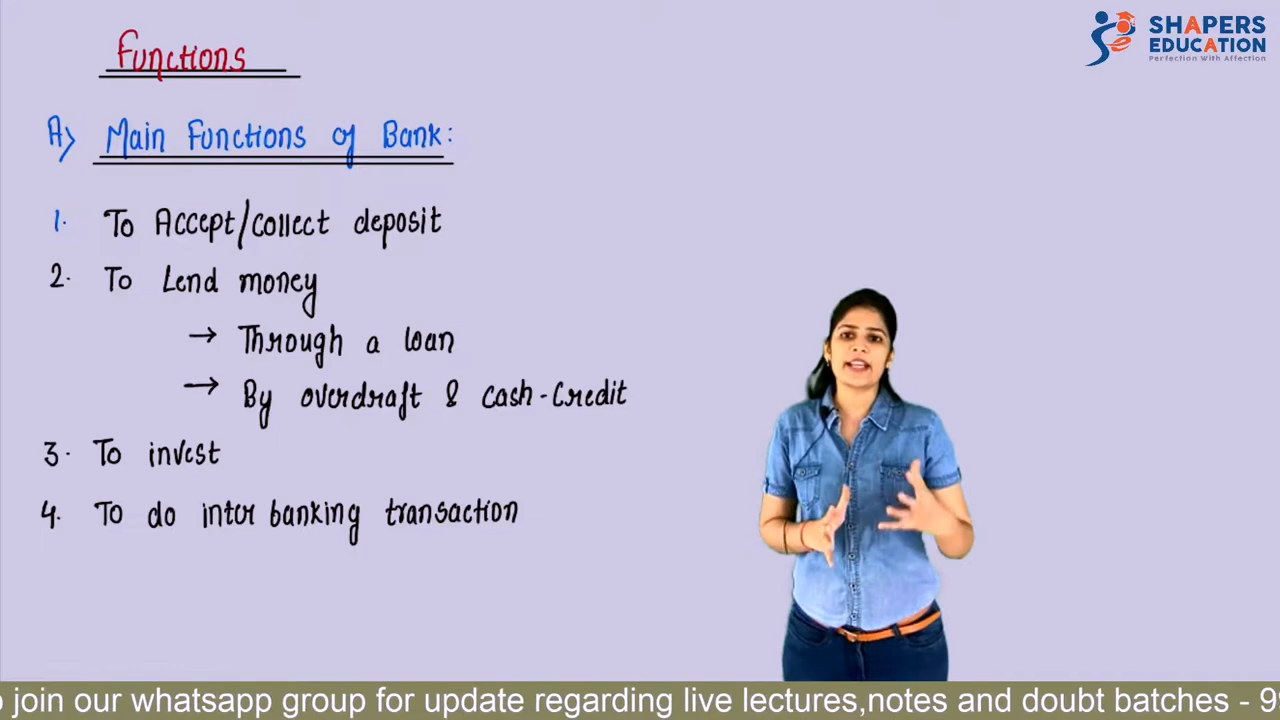 SHAPERS
EDUCATION
Perfection With Affection
Functions
A) Main Functions of Bank:
1. To Accept/collect deposit
2. To Lend money
→ Through a loan
→ By overdraft & cash-credit
3. To invest
4. To do inter banking transaction
join our whatsapp group for update regarding live lectures,notes and doubt batches -